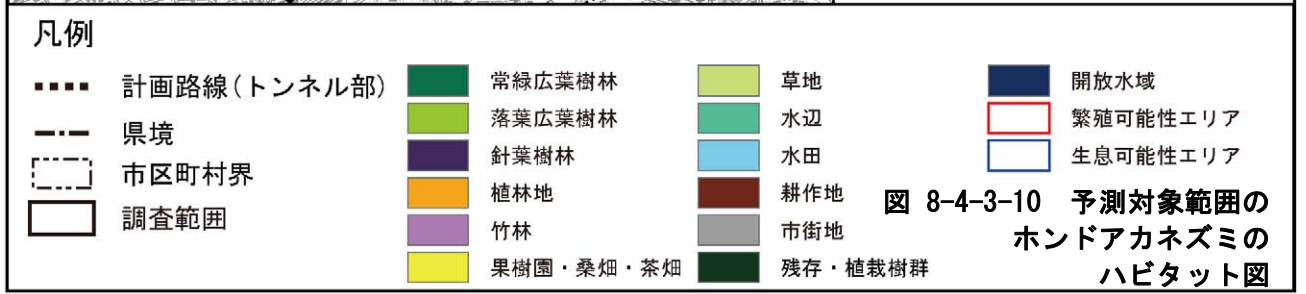 凡例
計画路線(トンネル部)
県境
市区町村界
調査範囲
常緑広葉樹林
落葉広葉樹林
針葉樹林
植林地
竹林
果樹園・桑畑・茶畑
草地
水辺
水田
耕作地
市街地
残存・植栽樹群
開放水域
繁殖可能性エリア
生息可能性エリア
図 8-4-3-10 予測対象範囲の
ホンドアカネズミの
ハビタット図